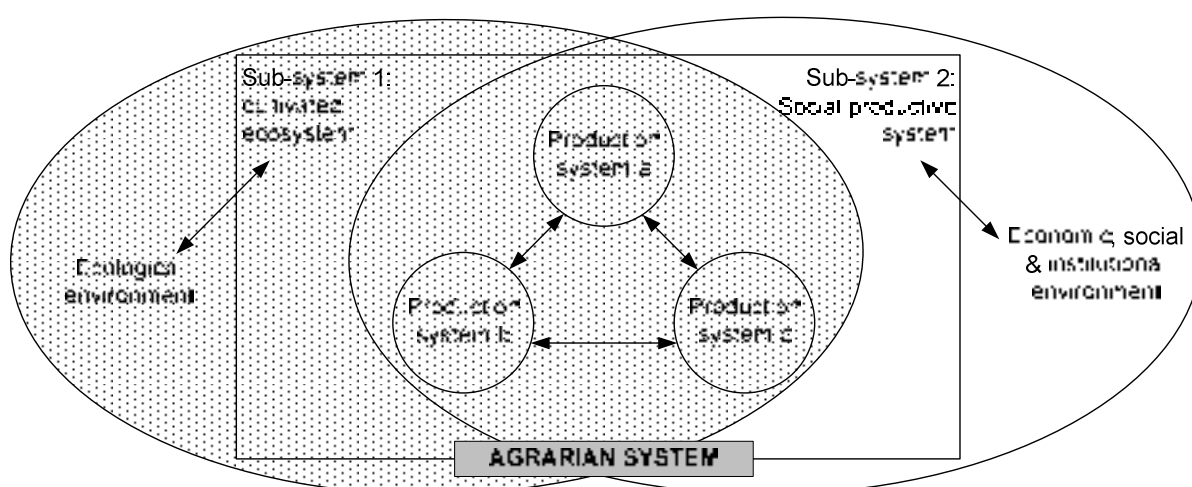 Sub-system 1:
cultivated
ecosystem
Sub-system 2:
Social productive
system
Production
system a
Ecological
environment
Economic, social
& institutional
environment
Production
system b
Production
system c
AGRARIAN SYSTEM